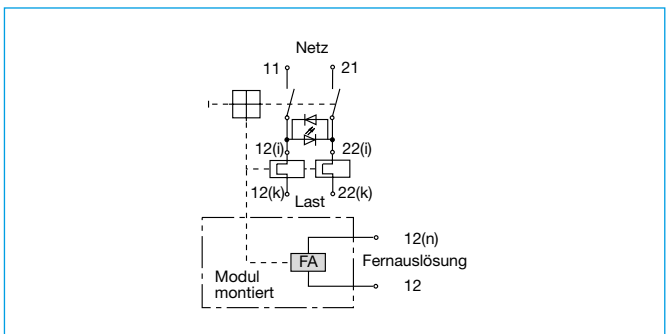 Netz
11 21
12(i) 22(i)
12(k) 22(k)
Last
12(n)
FA Fernauslösung
Modul
montiert
12